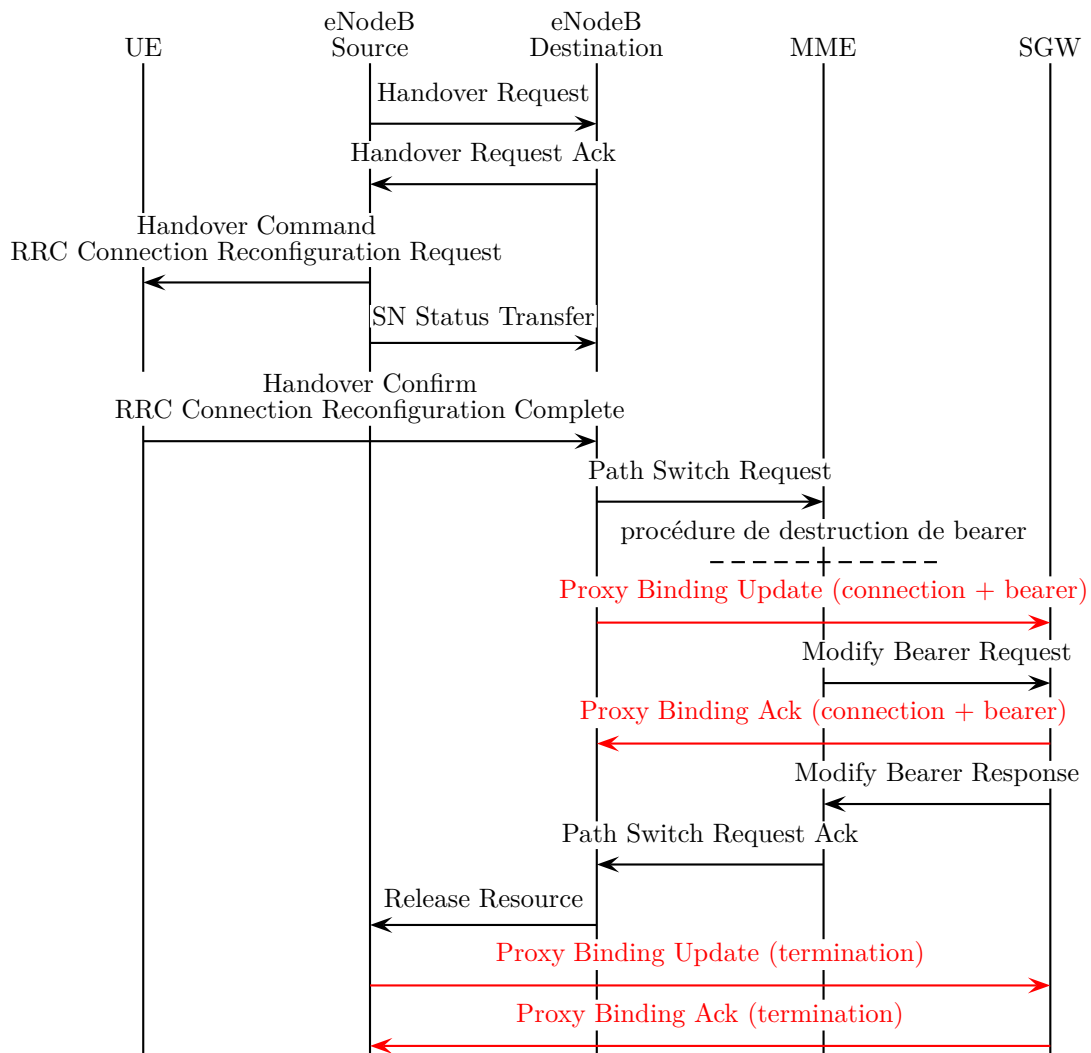 eNodeB
eNodeB
UE
Source
Destination
MME
SGW
Handover Request
Handover Request Ack
Handover Command
RRC Connection Reconfiguration Request
SN Status Transfer
Handover Confirm
RRC Connection Reconfiguration Complete
Path Switch Request
procédure de destruction de bearer
Proxy Binding Update (connection + bearer)
Modify Bearer Request
Proxy Binding Ack (connection + bearer)
Modify Bearer Response
Path Switch Request Ack
Release Resource
Proxy Binding Update (termination)
Proxy Binding Ack (termination)